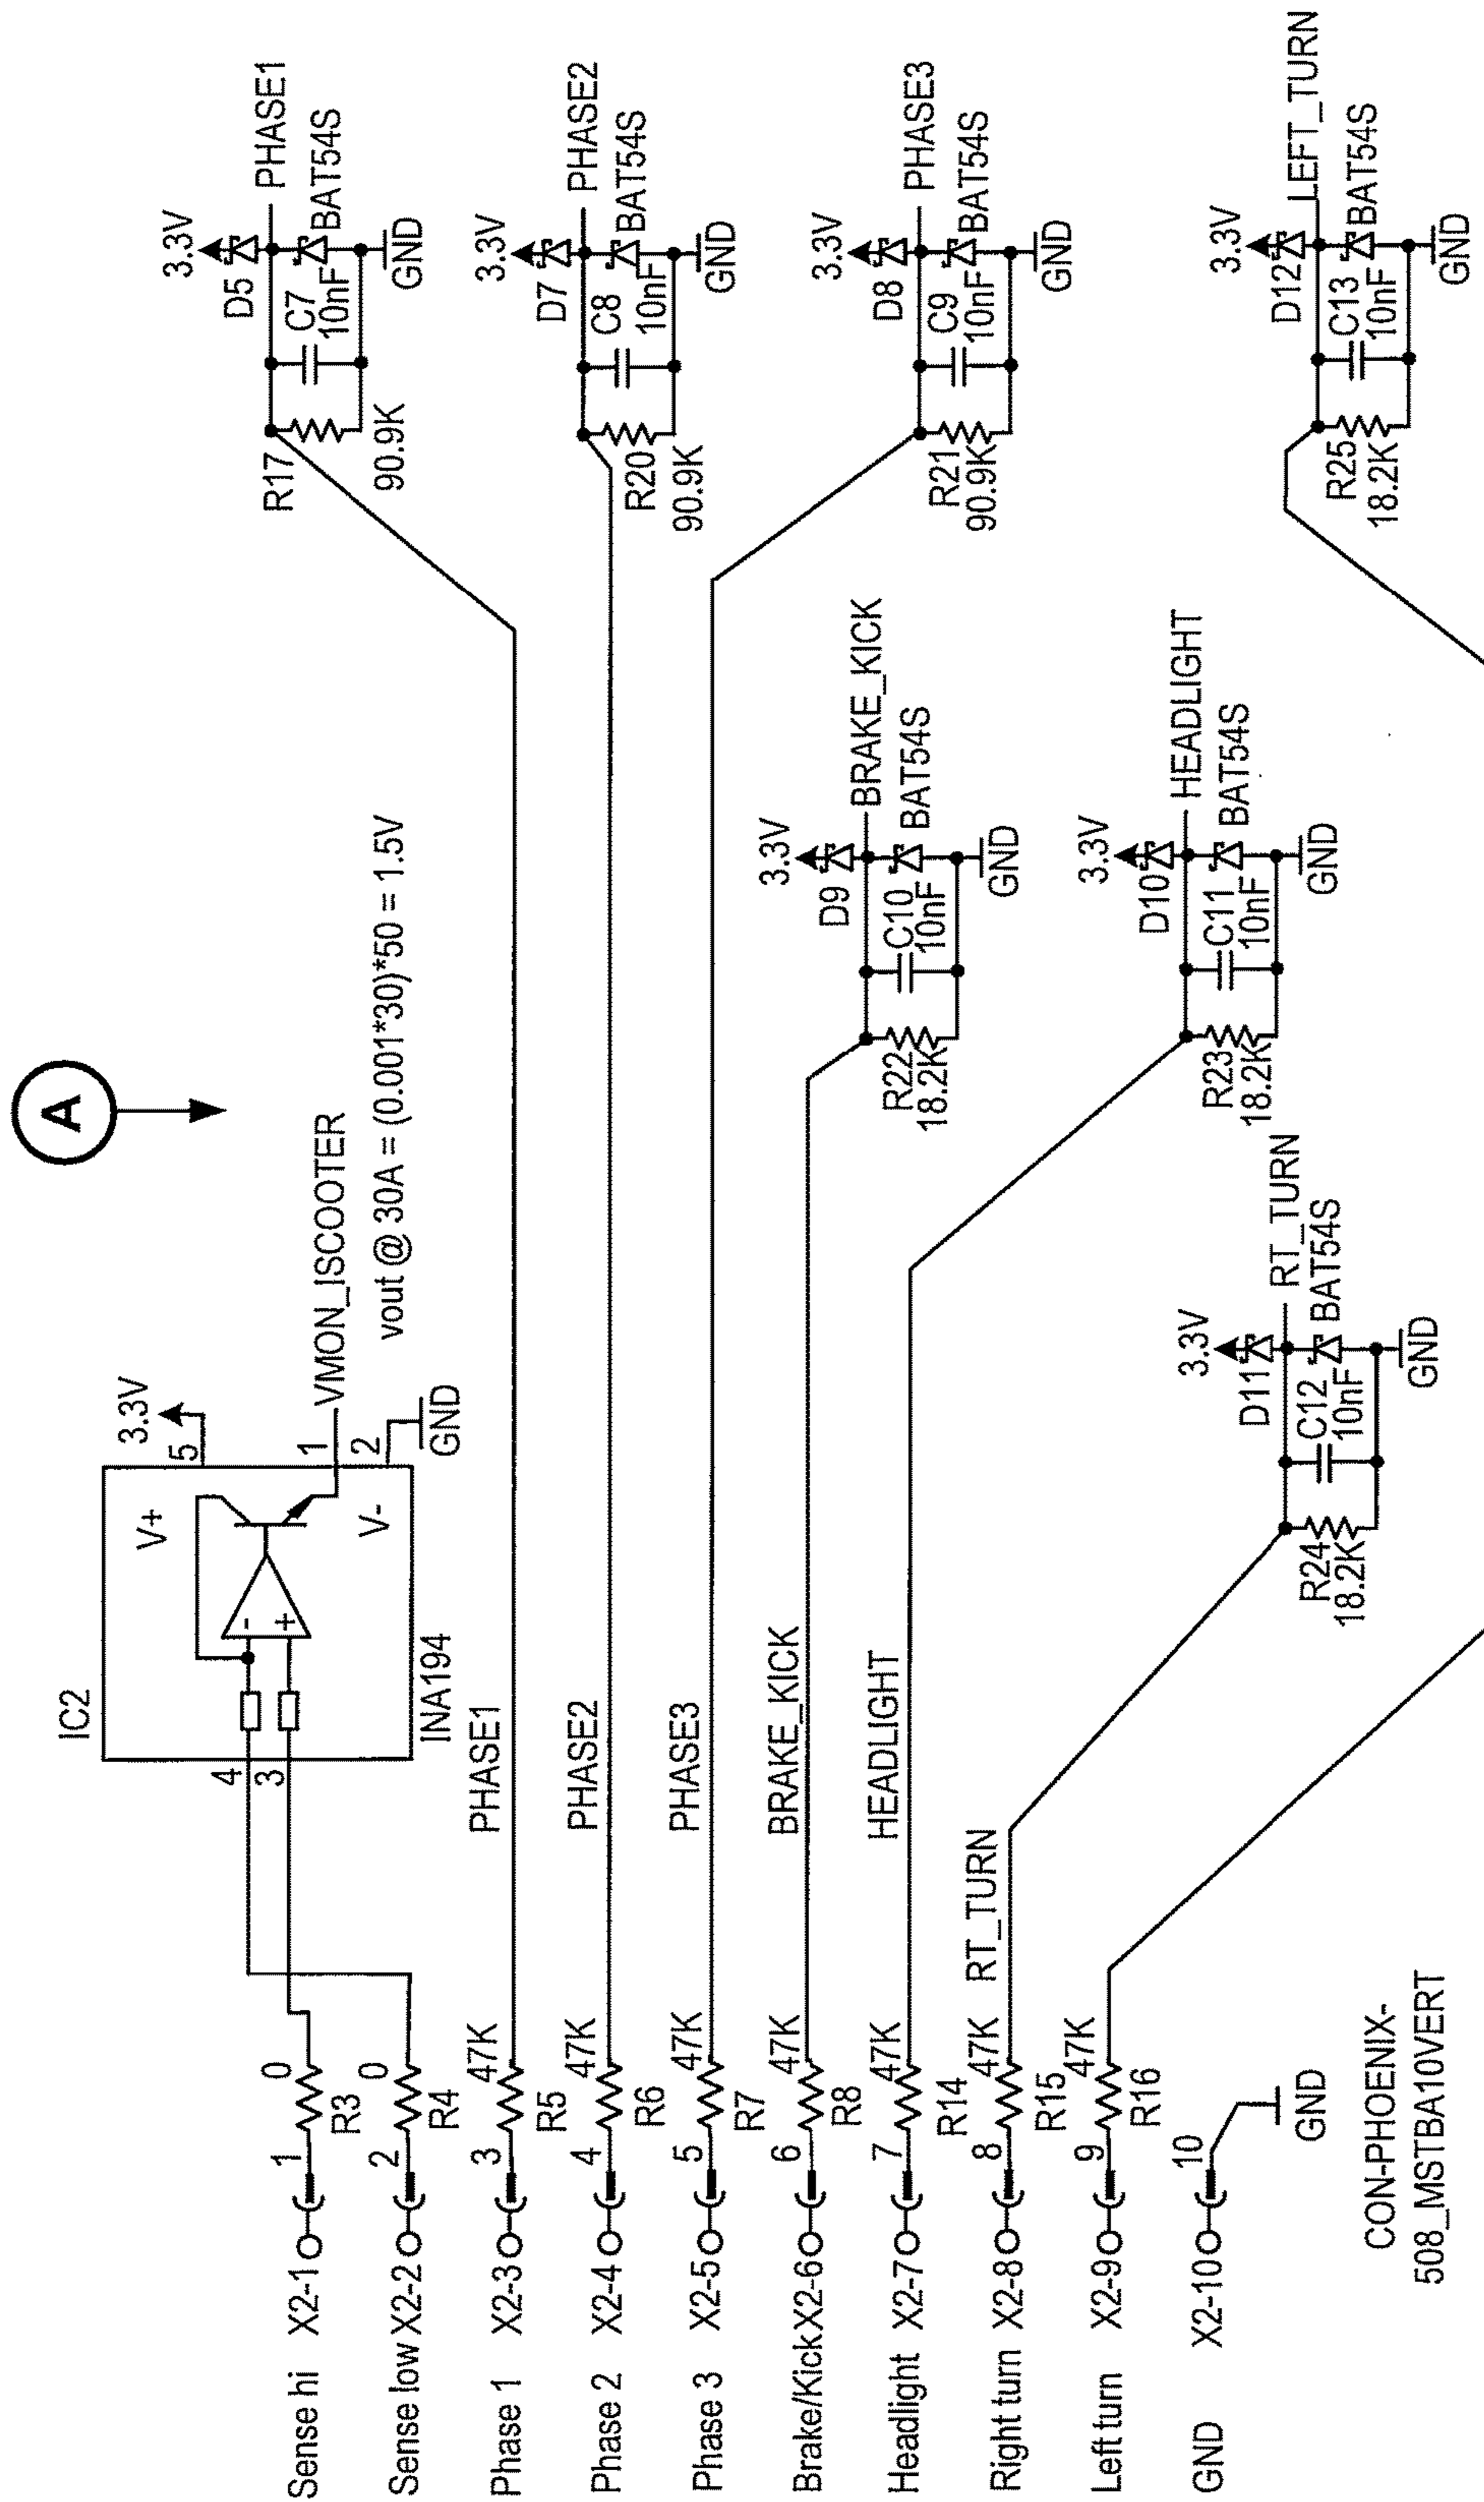 A
IC2
V+
V-
-
+
INA194
4
3
5
1
2
3.3V
GND
VMON_ISCOOTER
vout @ 30A = (0.001*30)*50 = 1.5V
Sense hi X2-1 1 R3 0
Sense low X2-2 2 R4 0
Phase 1 X2-3 3 R5 47K PHASE1
Phase 2 X2-4 4 R6 47K PHASE2
Phase 3 X2-5 5 R7 47K PHASE3
Brake/Kick X2-6 6 R8 47K BRAKE_KICK
Headlight X2-7 7 R14 47K HEADLIGHT
Right turn X2-8 8 R15 47K RT_TURN
Left turn X2-9 9 R16 47K
GND X2-10 10 GND
CON-PHOENIX-
508_MSTBA10VERT
3.3V
D5
PHASE1
BAT54S
C7
10nF
R17
90.9K
GND
3.3V
D7
PHASE2
BAT54S
C8
10nF
R20
90.9K
GND
3.3V
D8
PHASE3
BAT54S
C9
10nF
R21
90.9K
GND
3.3V
D9
BRAKE_KICK
BAT54S
C10
10nF
R22
18.2K
GND
3.3V
D10
HEADLIGHT
BAT54S
C11
10nF
R23
18.2K
GND
3.3V
D11
RT_TURN
BAT54S
C12
10nF
R24
18.2K
GND
3.3V
D12
LEFT_TURN
BAT54S
C13
10nF
R25
18.2K
GND